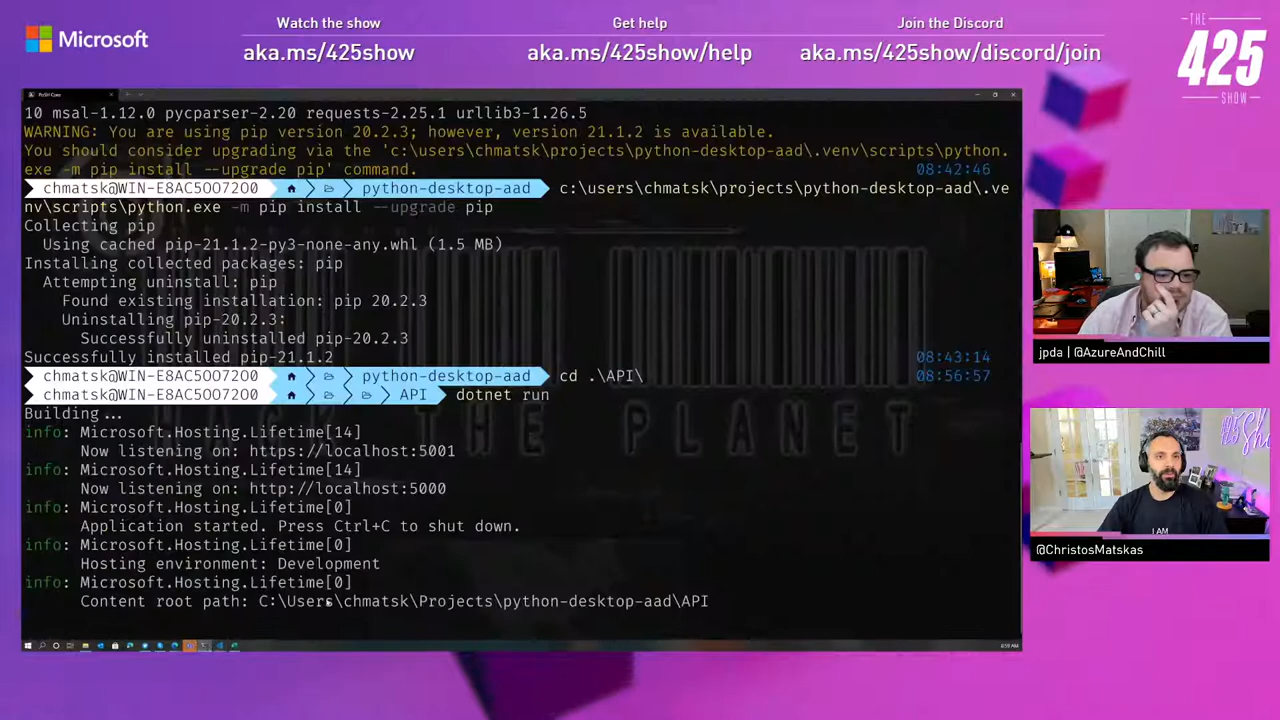 Microsoft
Watch the show
aka.ms/425show
Get help
aka.ms/425show/help
Join the Discord
aka.ms/425show/discord/join
THE
425
SHOW
10 msal-1.12.0 pycparser-2.20 requests-2.25.1 urllib3-1.26.5
WARNING: You are using pip version 20.2.3; however, version 21.1.2 is available.
You should consider upgrading via the 'c:\users\chmatsk\projects\python-desktop-aad\.venv\scripts\python.
exe -m pip install --upgrade pip' command. 08:42:46
chmatsk@WIN-E8AC5OO72O0 python-desktop-aad c:\users\chmatsk\projects\python-desktop-aad\.ve
nv\scripts\python.exe -m pip install --upgrade pip
Collecting pip
Using cached pip-21.1.2-py3-none-any.whl (1.5 MB)
Installing collected packages: pip
Attempting uninstall: pip
Found existing installation: pip 20.2.3
Uninstalling pip-20.2.3:
Successfully uninstalled pip-20.2.3
Successfully installed pip-21.1.2 08:43:14
chmatsk@WIN-E8AC5OO72O0 python-desktop-aad cd .\API\ 08:56:57
chmatsk@WIN-E8AC5OO72O0 API dotnet run
Building...
info: Microsoft.Hosting.Lifetime[14]
Now listening on: https://localhost:5001
info: Microsoft.Hosting.Lifetime[14]
Now listening on: http://localhost:5000
info: Microsoft.Hosting.Lifetime[0]
Application started. Press Ctrl+C to shut down.
info: Microsoft.Hosting.Lifetime[0]
Hosting environment: Development
info: Microsoft.Hosting.Lifetime[0]
Content root path: C:\Users\chmatsk\Projects\python-desktop-aad\API
HACK THE PLANET
jpda | @AzureAndChill
I AM
@ChristosMatskas